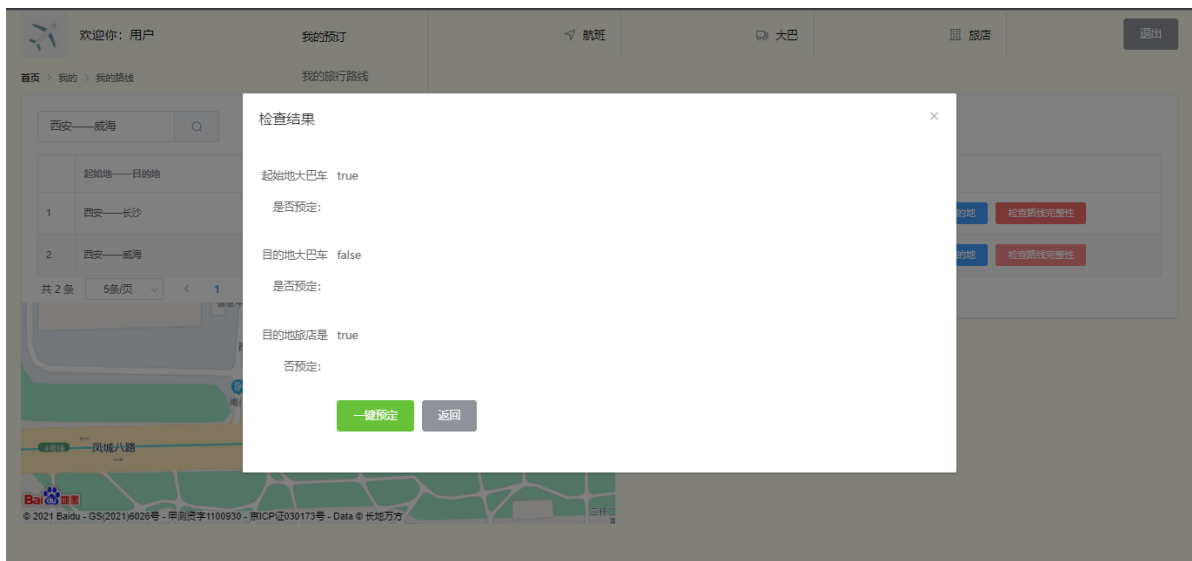 欢迎你：用户
我的预订
航班
大巴
旅店
退出
首页 > 我的 > 我的路线
我的旅行路线
西安——威海
检查结果
起始地——目的地
起始地大巴车 true
是否预定:
1 西安——长沙
的地
检查路线完整性
2 西安——威海
目的地大巴车 false
的地
检查路线完整性
是否预定:
共 2 条 5条/页 < 1
目的地旅店是 true
否预定:
一键预定
返回
4号线
凤城八路
Bai du 地图
© 2021 Baidu - GS(2021)6026号 - 甲测资字1100930 - 京ICP证030173号 - Data © 长地万方